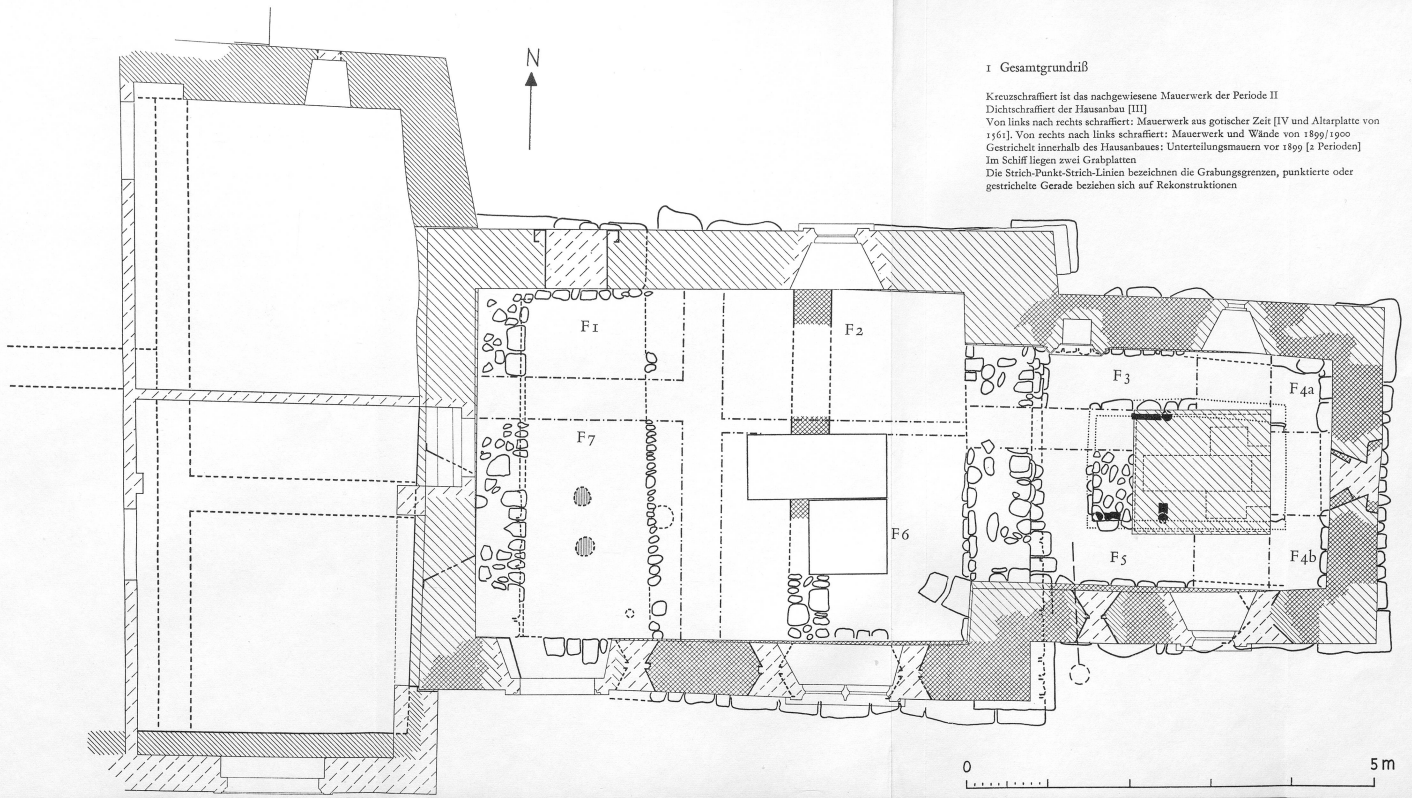 N
1 Gesamtgrundriß
Kreuzschraffiert ist das nachgewiesene Mauerwerk der Periode II
Dichtschraffiert der Hausanbau [III]
Von links nach rechts schraffiert: Mauerwerk aus gotischer Zeit [IV und Altarplatte von
1561]. Von rechts nach links schraffiert: Mauerwerk und Wände von 1899/1900
Gestrichelt innerhalb des Hausanbaues: Unterteilungsmauern vor 1899 [2 Perioden]
Im Schiff liegen zwei Grabplatten
Die Strich-Punkt-Strich-Linien bezeichnen die Grabungsgrenzen, punktierte oder
gestrichelte Gerade beziehen sich auf Rekonstruktionen
F1
F2
F3
F4a
F7
F6
F5
F4b
0
5 m